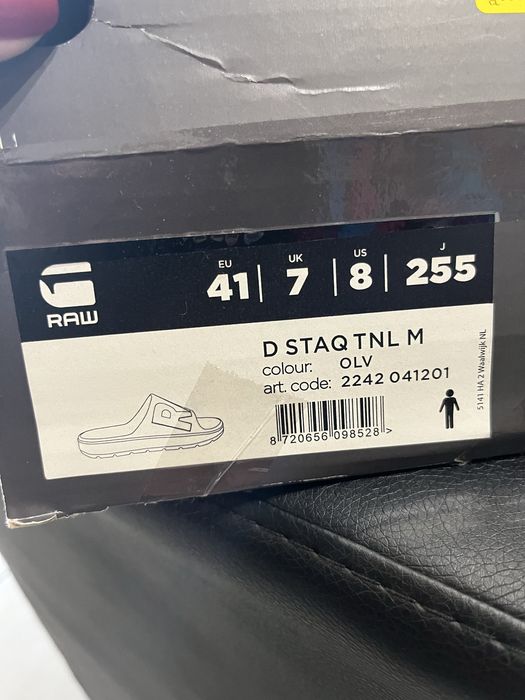 EU UK US J
41 7 8 255
RAW
D STAQ TNL M
colour: OLV
art. code: 2242 041201
8 720656 098528 >
5141 HA 2 Waalwijk NL